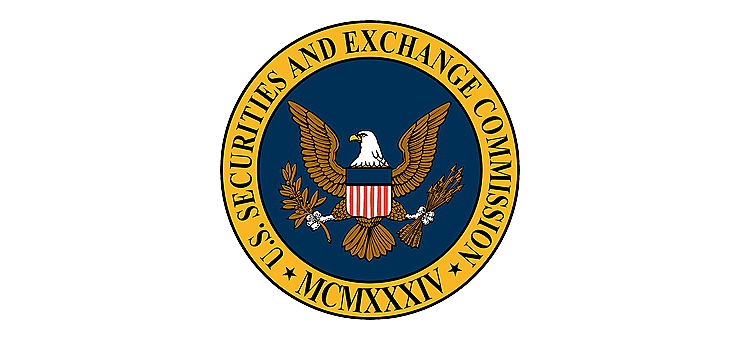 U.S. SECURITIES AND EXCHANGE COMMISSION
MCMXXXIV